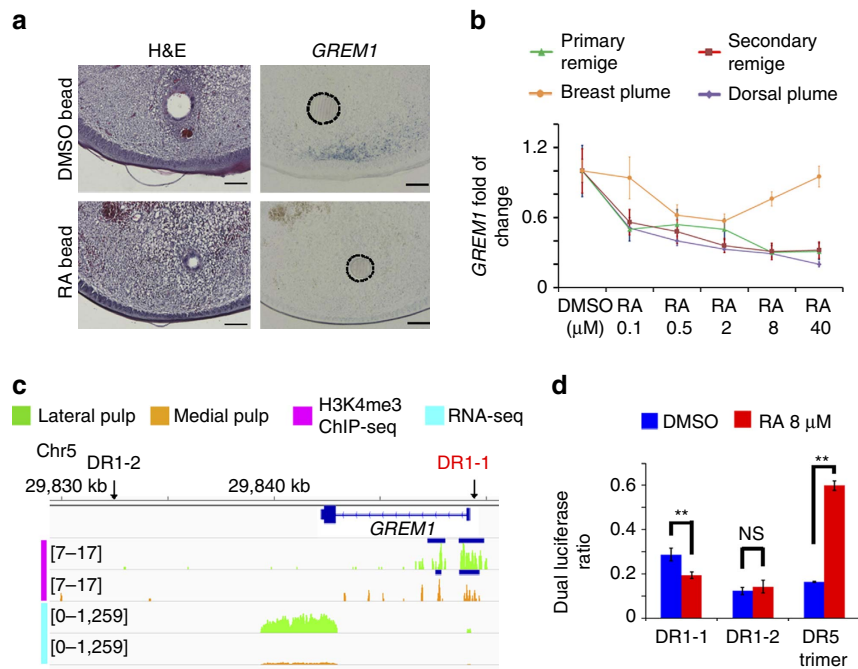 a
H&E
GREM1
DMSO bead
RA bead
b
Primary
remige
Secondary
remige
Breast plume
Dorsal plume
GREM1 fold of
change
1.2
0.6
0
DMSO RA RA RA RA RA
(μM) 0.1 0.5 2 8 40
c
Lateral pulp
Medial pulp
H3K4me3
ChIP-seq
RNA-seq
Chr5
DR1-2
DR1-1
29,830 kb
29,840 kb
GREM1
[7–17]
[7–17]
[0–1,259]
[0–1,259]
d
DMSO
RA 8 μM
Dual luciferase
ratio
0.6
0.4
0.2
0
**
NS
**
DR1-1
DR1-2
DR5
trimer